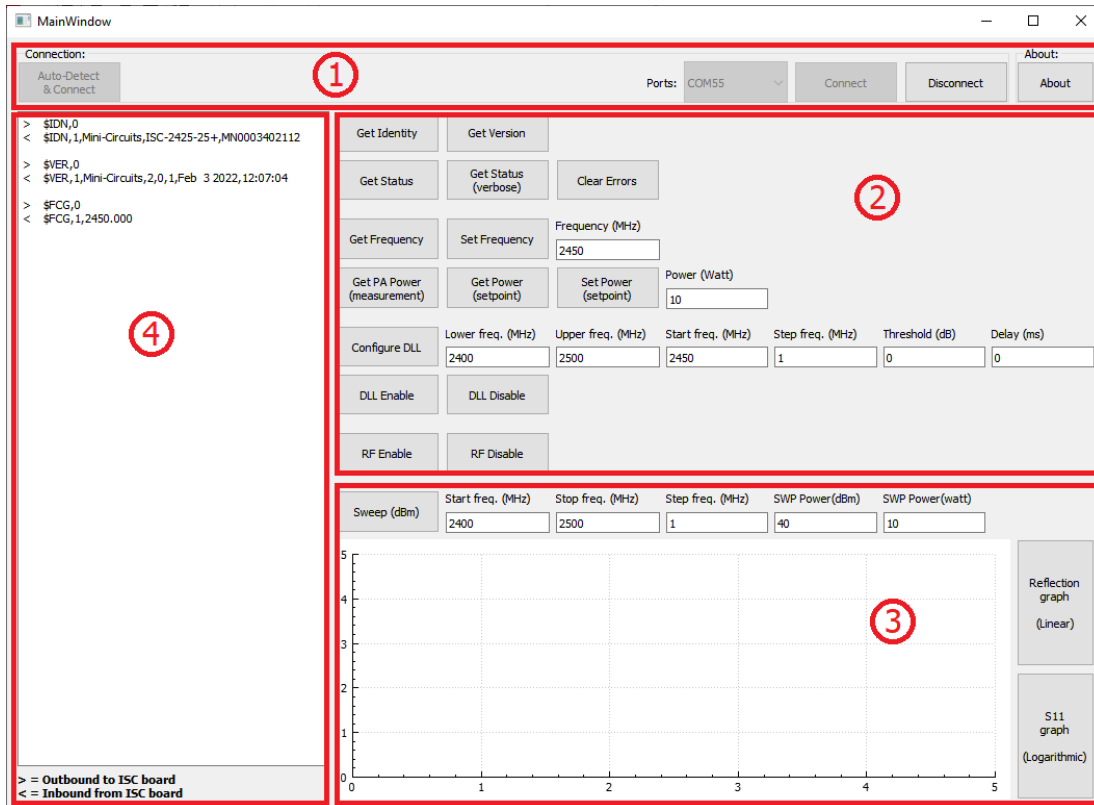 MainWindow
Connection:
About:
Auto-Detect
& Connect
1
Ports:
COM55
Connect
Disconnect
About
> $IDN,0
< $IDN,1,Mini-Circuits,ISC-2425-25+,MN0003402112
> $VER,0
< $VER,1,Mini-Circuits,2,0,1,Feb  3 2022,12:07:04
> $FCG,0
< $FCG,1,2450.000
4
> = Outbound to ISC board
< = Inbound from ISC board
Get Identity
Get Version
2
Get Status
Get Status
(verbose)
Clear Errors
Get Frequency
Set Frequency
Frequency (MHz)
2450
Get PA Power
(measurement)
Get Power
(setpoint)
Set Power
(setpoint)
Power (Watt)
10
Configure DLL
Lower freq. (MHz)
2400
Upper freq. (MHz)
2500
Start freq. (MHz)
2450
Step freq. (MHz)
1
Threshold (dB)
0
Delay (ms)
0
DLL Enable
DLL Disable
RF Enable
RF Disable
Sweep (dBm)
Start freq. (MHz)
2400
Stop freq. (MHz)
2500
Step freq. (MHz)
1
SWP Power(dBm)
40
SWP Power(watt)
10
5
4
3
2
1
0
0 1 2 3 4 5
3
Reflection
graph
(Linear)
S11
graph
(Logarithmic)